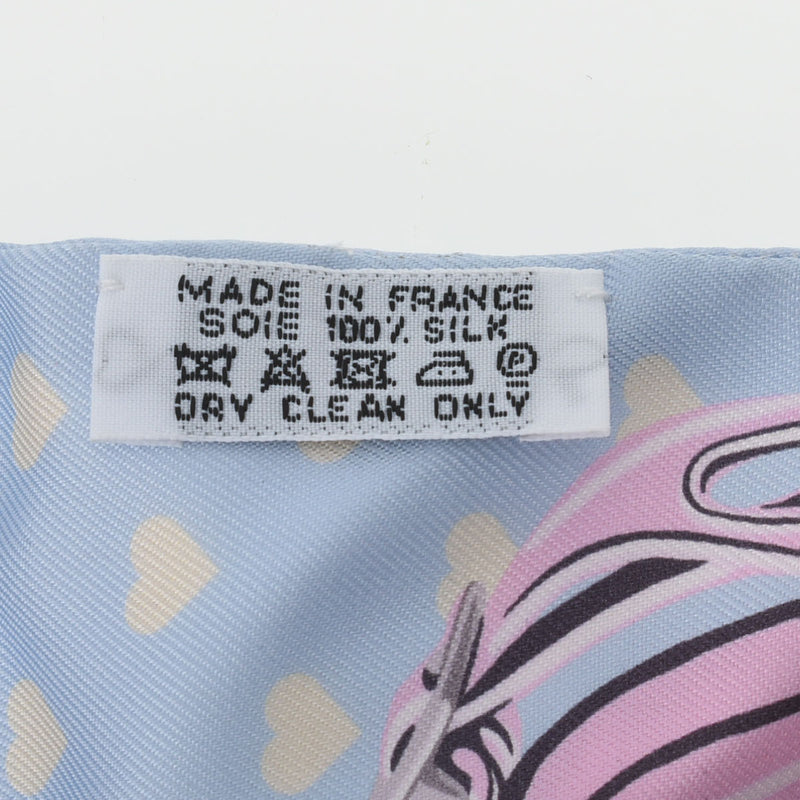 MADE IN FRANCE
SOIE 100% SILK
P
DRY CLEAN ONLY